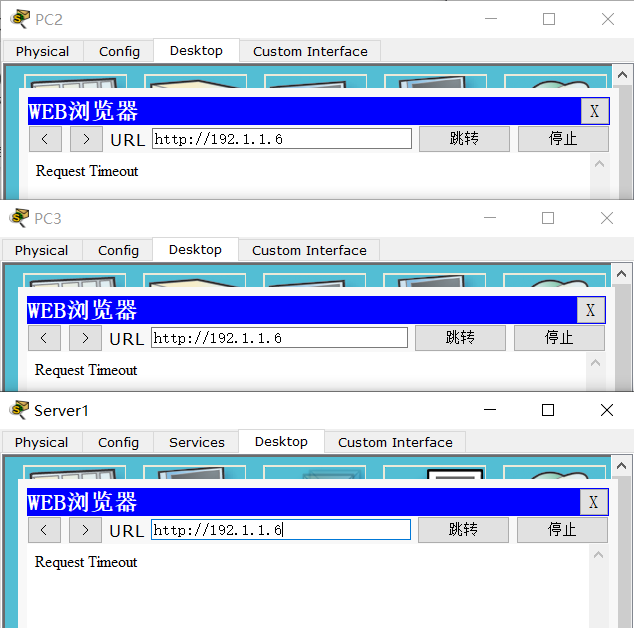 PC2
Physical Config Desktop Custom Interface
WEB浏览器 X
< > URL http://192.1.1.6 跳转 停止
Request Timeout
PC3
Physical Config Desktop Custom Interface
WEB浏览器 X
< > URL http://192.1.1.6 跳转 停止
Request Timeout
Server1
Physical Config Services Desktop Custom Interface
WEB浏览器 X
< > URL http://192.1.1.6 跳转 停止
Request Timeout